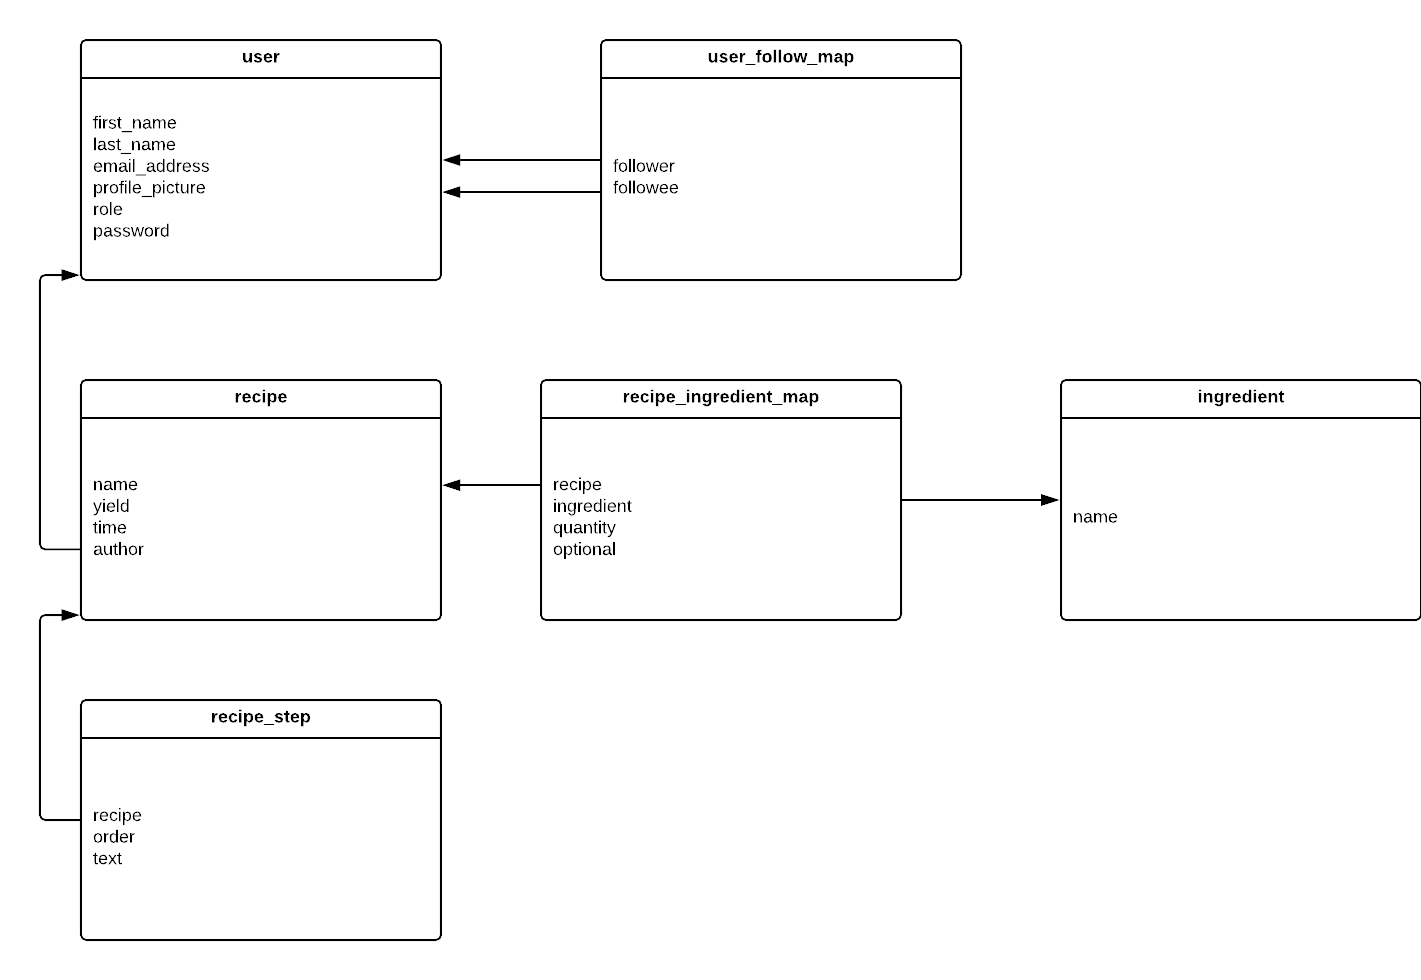 user
first_name
last_name
email_address
profile_picture
role
password
user_follow_map
follower
followee
recipe
name
yield
time
author
recipe_ingredient_map
recipe
ingredient
quantity
optional
ingredient
name
recipe_step
recipe
order
text